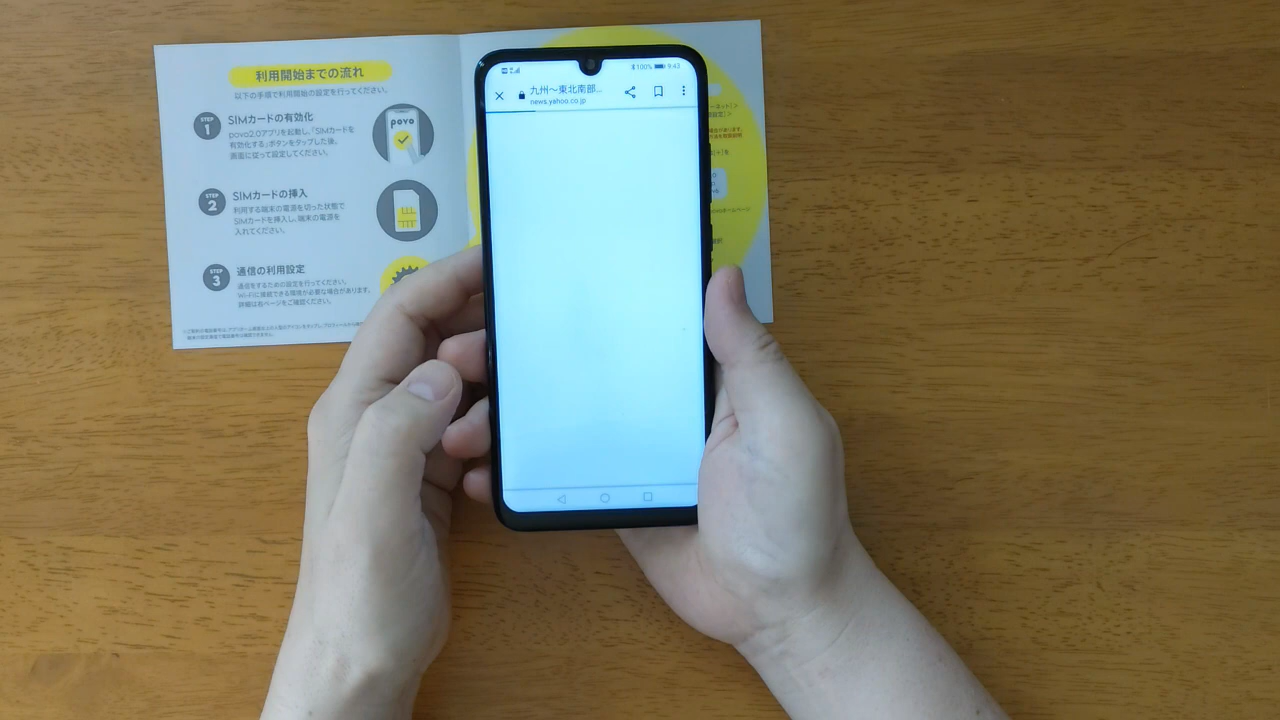 利用開始までの流れ
以下の手順で利用開始の設定を行ってください。
STEP
1
SIMカードの有効化
povo2.0アプリを起動し、「SIMカードを
有効化する」ボタンをタップした後、
画面に従って設定してください。
povo
STEP
2
SIMカードの挿入
利用する端末の電源を切った状態で
SIMカードを挿入し、端末の電源を
入れてください。
STEP
3
通信の利用設定
通信をするための設定を行ってください。
Wi-Fiに接続できる環境が必要な場合があります。
詳細は右ページをご確認ください。
100% 9:43
九州～東北南部...
news.yahoo.co.jp